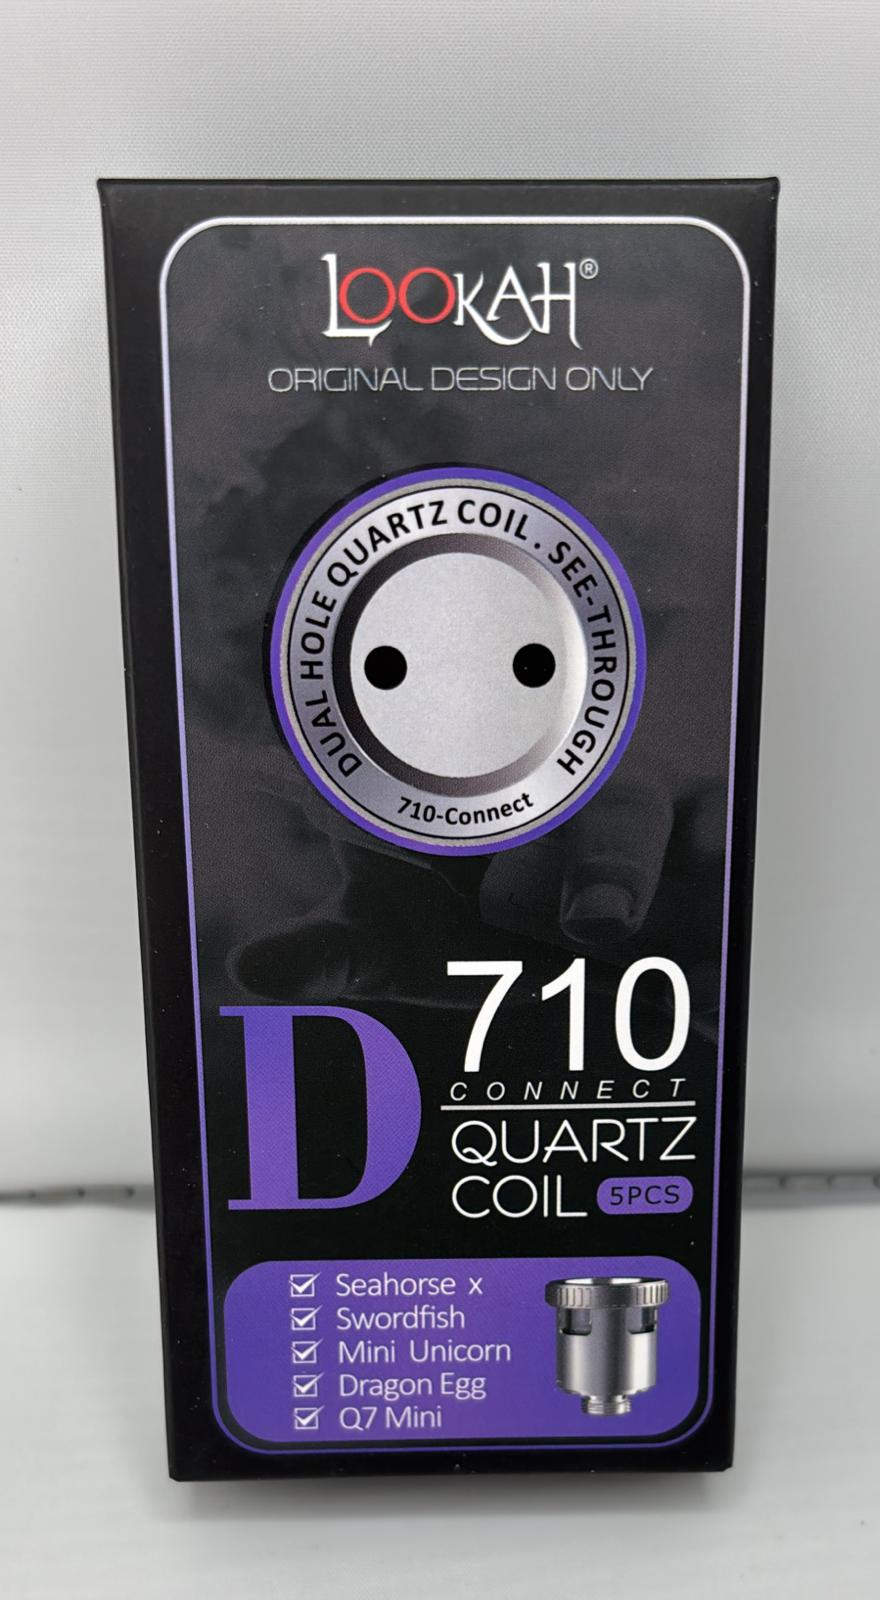 LOOKAH®
ORIGINAL DESIGN ONLY
DUAL HOLE QUARTZ COIL. SEE-THROUGH
710-Connect
D
710
CONNECT
QUARTZ
COIL 5PCS
Seahorse x
Swordfish
Mini Unicorn
Dragon Egg
Q7 Mini